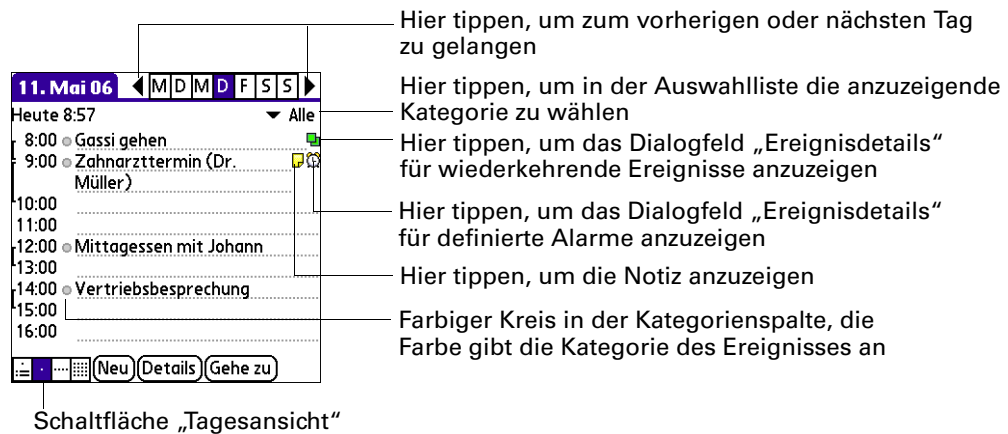 Hier tippen, um zum vorherigen oder nächsten Tag
zu gelangen
11. Mai 06 M D M D F S S
Hier tippen, um in der Auswahlliste die anzuzeigende
Kategorie zu wählen
Heute 8:57 Alle
8:00 Gassi gehen
Hier tippen, um das Dialogfeld „Ereignisdetails“
für wiederkehrende Ereignisse anzuzeigen
9:00 Zahnarzttermin (Dr.
Müller)
10:00
Hier tippen, um das Dialogfeld „Ereignisdetails“
für definierte Alarme anzuzeigen
11:00
12:00 Mittagessen mit Johann
13:00
Hier tippen, um die Notiz anzuzeigen
14:00 Vertriebsbesprechung
15:00
16:00
Farbiger Kreis in der Kategorienspalte, die
Farbe gibt die Kategorie des Ereignisses an
Neu Details Gehe zu
Schaltfläche „Tagesansicht“